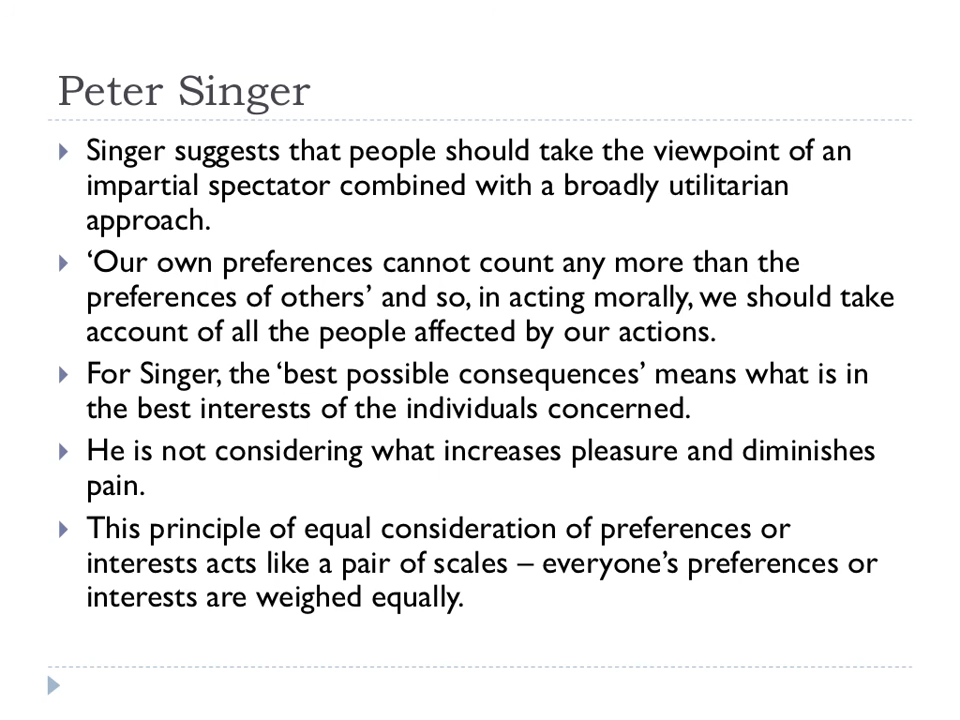 Peter Singer
Singer suggests that people should take the viewpoint of an
impartial spectator combined with a broadly utilitarian
approach.
‘Our own preferences cannot count any more than the
preferences of others’ and so, in acting morally, we should take
account of all the people affected by our actions.
For Singer, the ‘best possible consequences’ means what is in
the best interests of the individuals concerned.
He is not considering what increases pleasure and diminishes
pain.
This principle of equal consideration of preferences or
interests acts like a pair of scales – everyone’s preferences or
interests are weighed equally.